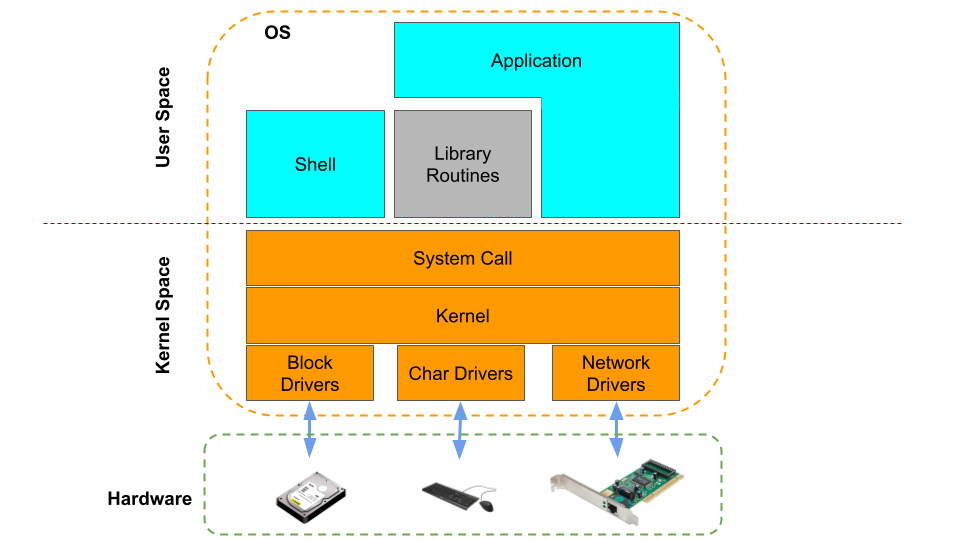 OS
Application
User Space
Shell
Library
Routines
System Call
Kernel
Kernel Space
Block
Drivers
Char Drivers
Network
Drivers
Hardware